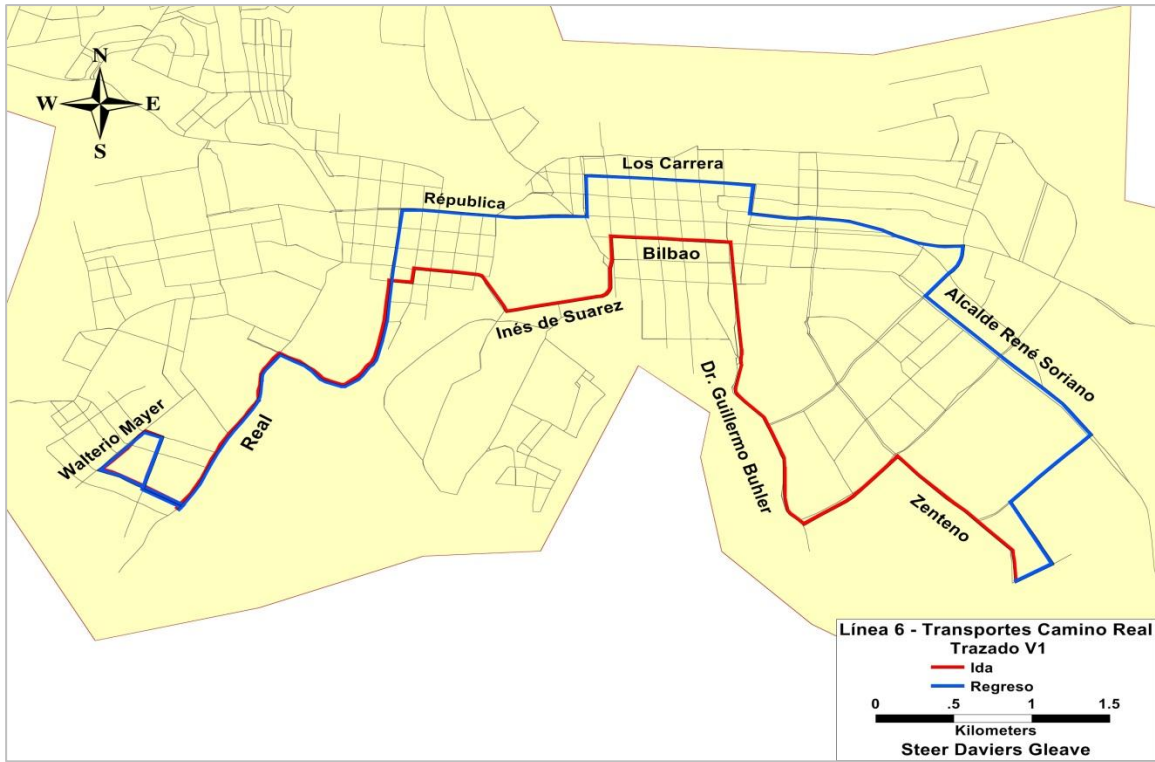 N
W E
S
Los Carrera
Républica
Bilbao
Inés de Suarez
Alcalde René Soriano
Dr. Guillermo Buhler
Walterio Mayer
Real
Zenteno
Línea 6 - Transportes Camino Real
Trazado V1
Ida
Regreso
0 .5 1 1.5
Kilometers
Steer Daviers Gleave